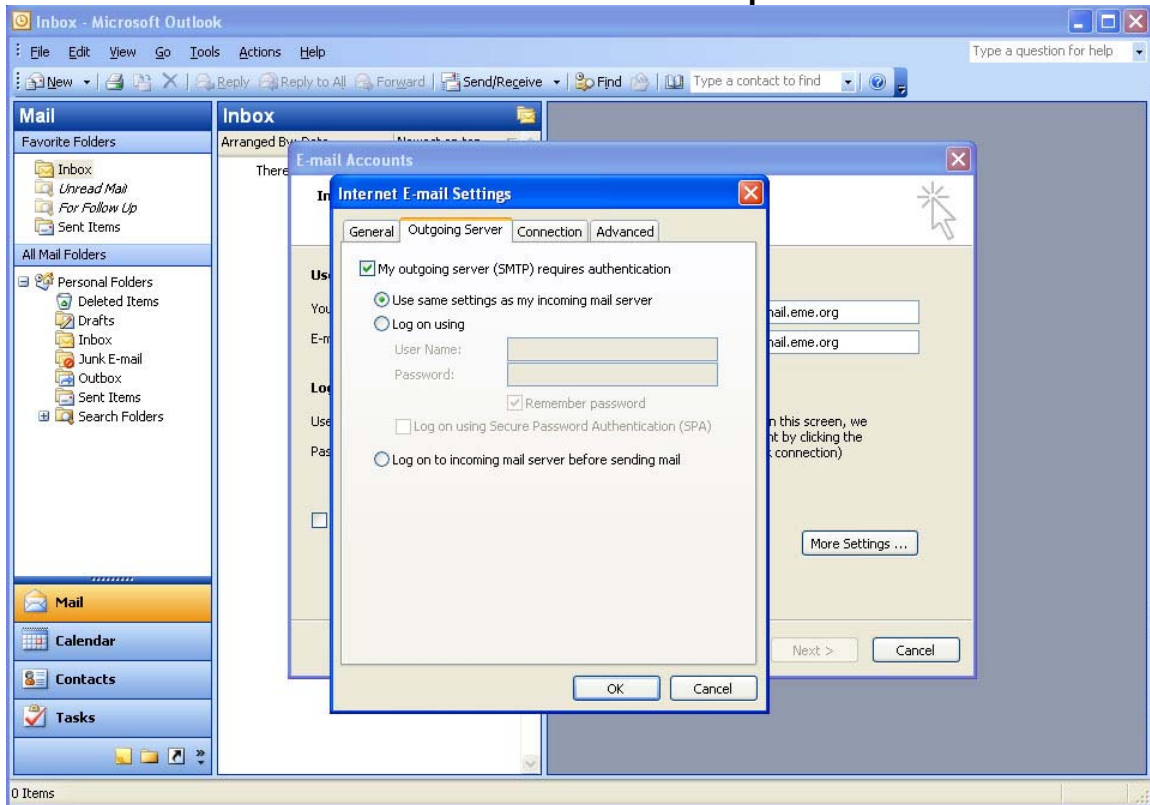 Inbox - Microsoft Outlook
File Edit View Go Tools Actions Help
Type a question for help
New Reply Reply to All Forward Send/Receive Find Type a contact to find
Mail
Favorite Folders
Inbox
Unread Mail
For Follow Up
Sent Items
All Mail Folders
Personal Folders
Deleted Items
Drafts
Inbox
Junk E-mail
Outbox
Sent Items
Search Folders
Mail
Calendar
Contacts
Tasks
0 Items
Inbox
Arranged By:
There
E-mail Accounts
Internet E-mail Settings
General Outgoing Server Connection Advanced
My outgoing server (SMTP) requires authentication
Use same settings as my incoming mail server
Log on using
User Name:
Password:
Remember password
Log on using Secure Password Authentication (SPA)
Log on to incoming mail server before sending mail
OK Cancel
mail.eme.org
mail.eme.org
n this screen, we
by clicking the
connection)
More Settings ...
Next > Cancel